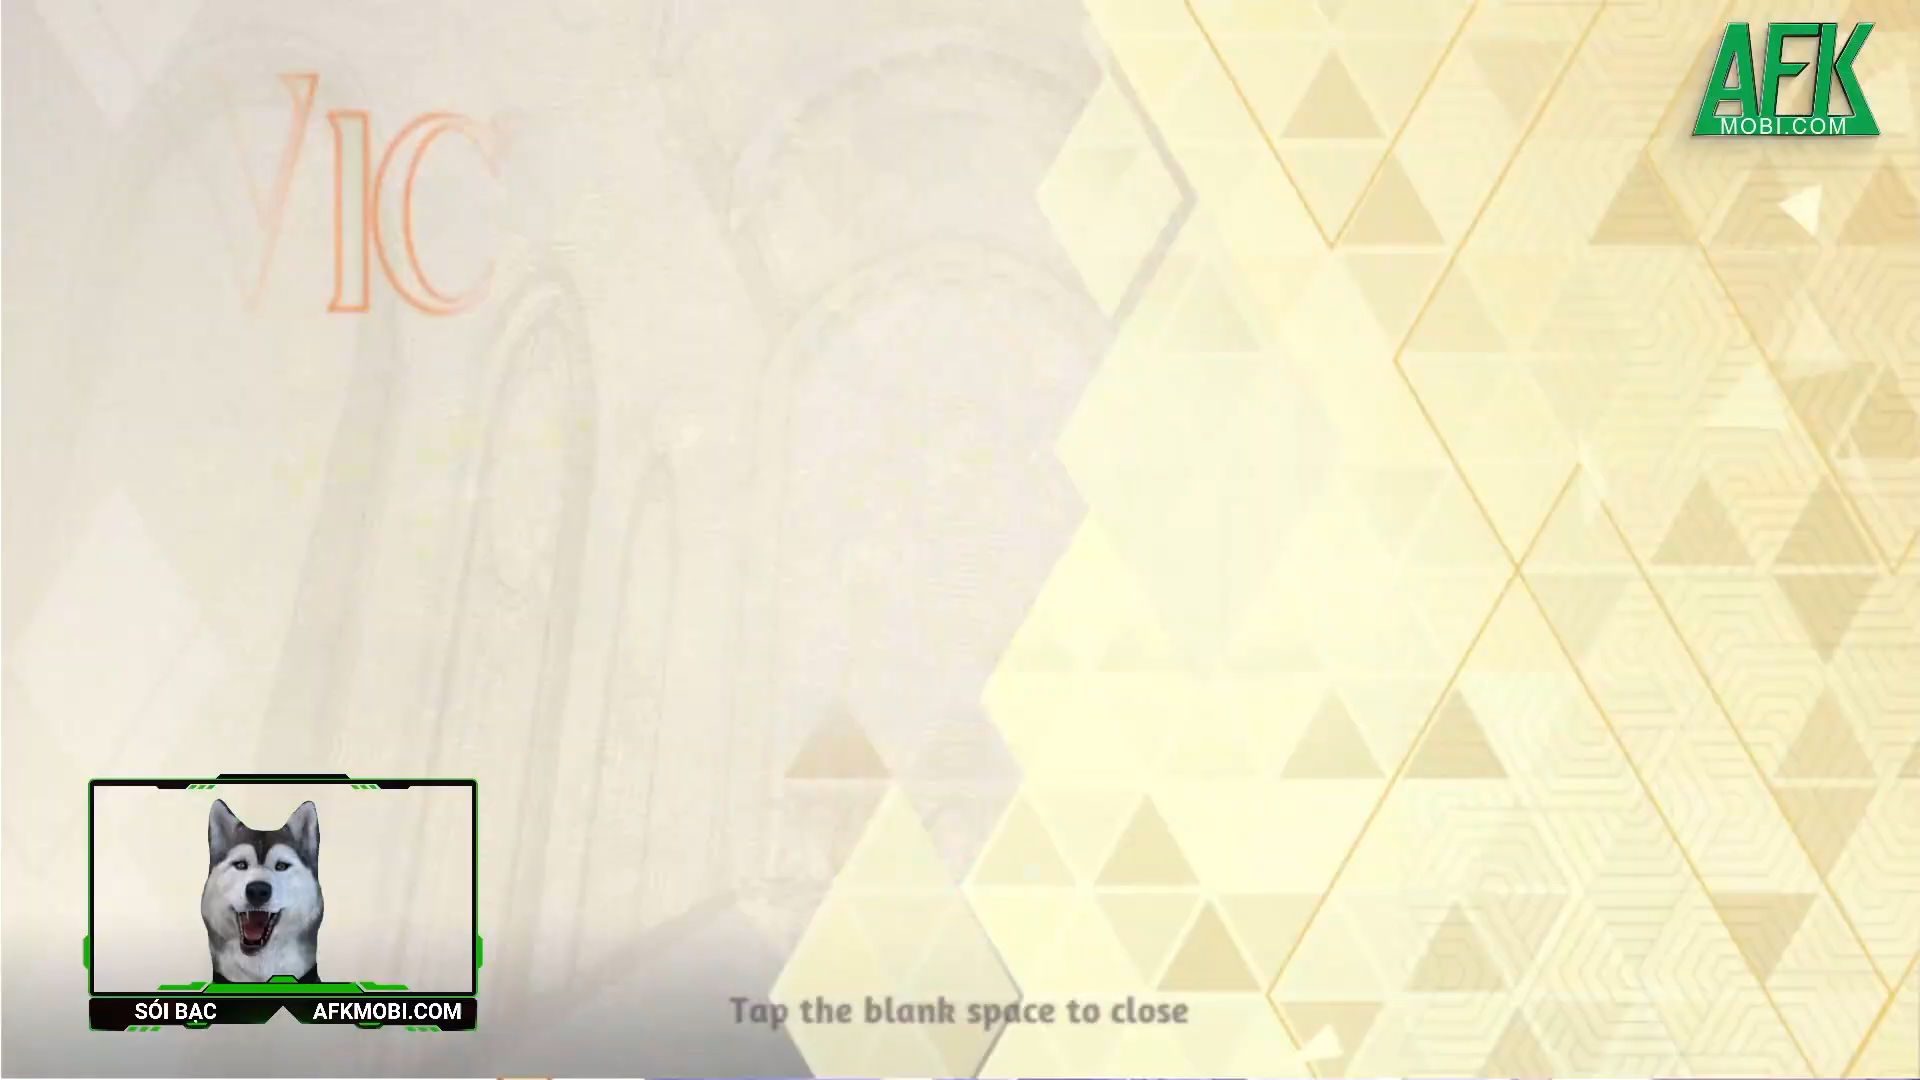 VIC
AFK
MOBI.COM
SÓI BẠC
AFKMOBI.COM
Tap the blank space to close